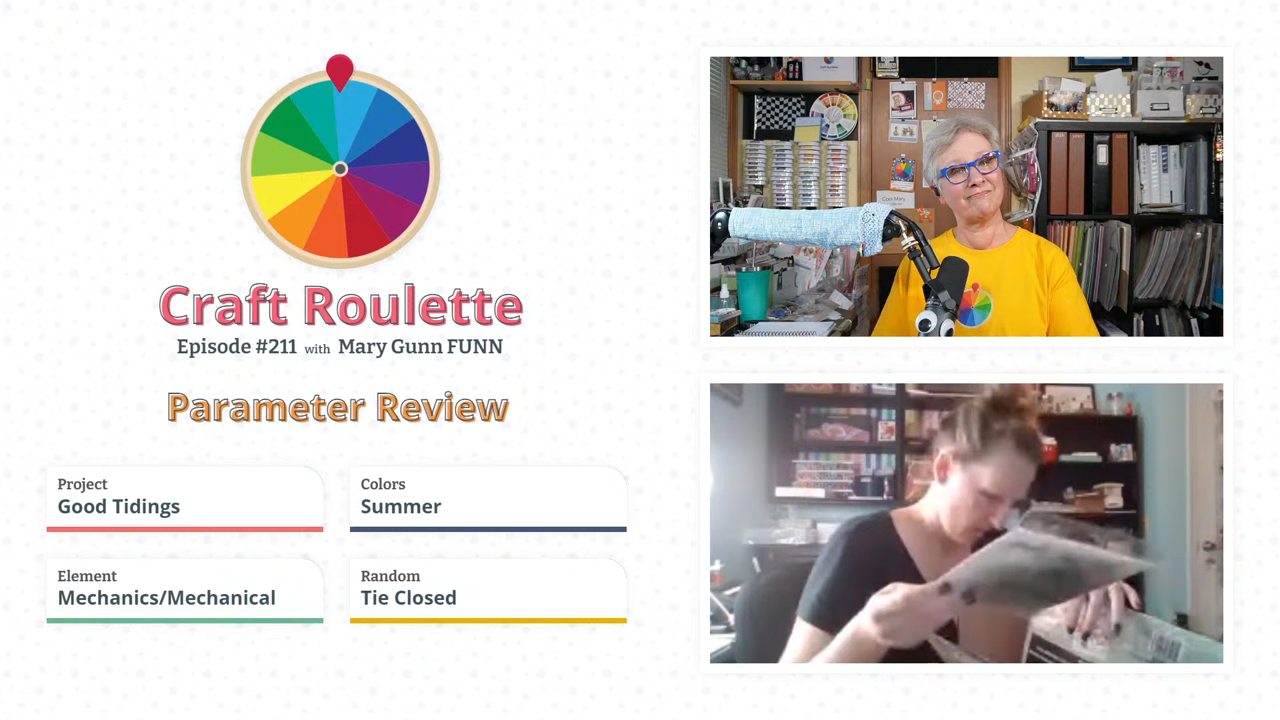 Craft Roulette
Episode #211 with Mary Gunn FUNN
Parameter Review
Project
Good Tidings
Colors
Summer
Element
Mechanics/Mechanical
Random
Tie Closed